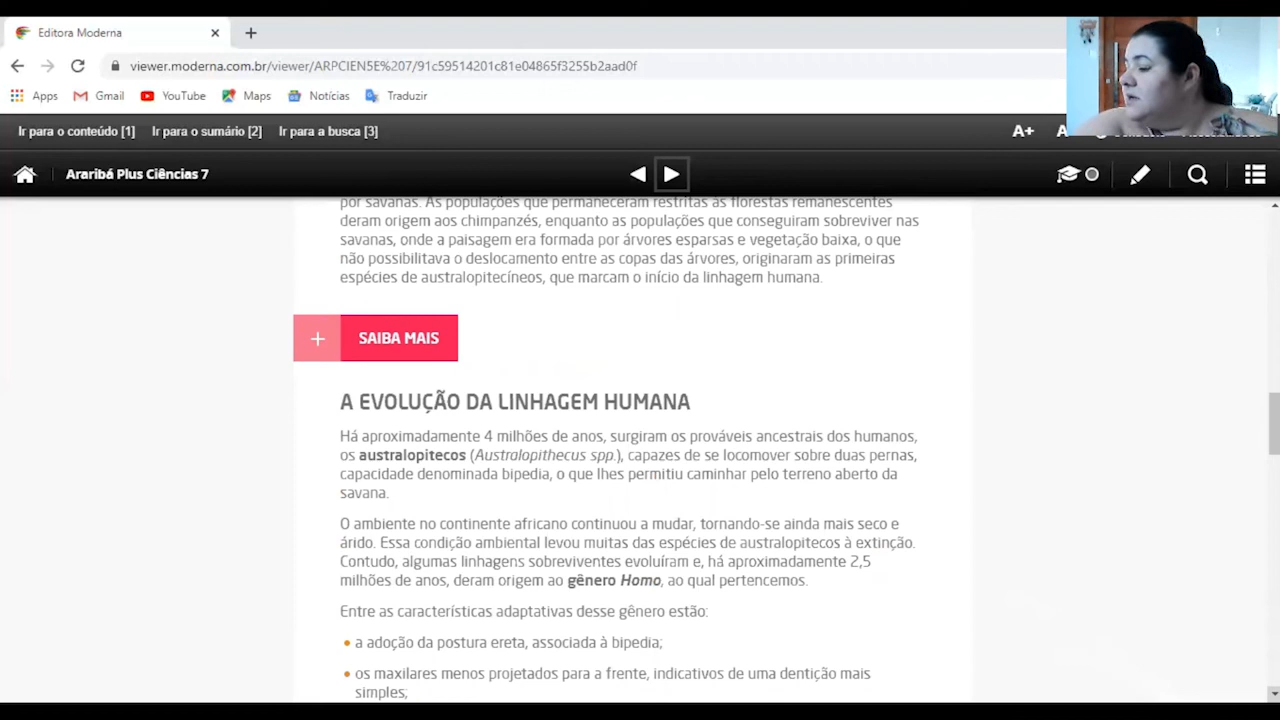 Editora Moderna
viewer.moderna.com.br/viewer/ARPCIEN5E%207/91c59514201c81e04865f3255b2aad0f
Apps Gmail YouTube Maps Notícias Traduzir
Ir para o conteúdo [1] Ir para o sumário [2] Ir para a busca [3] A+
Araribá Plus Ciências 7
por savanas. As populações que permaneceram restritas às florestas remanescentes
deram origem aos chimpanzés, enquanto as populações que conseguiram sobreviver nas
savanas, onde a paisagem era formada por árvores esparsas e vegetação baixa, o que
não possibilitava o deslocamento entre as copas das árvores, originaram as primeiras
espécies de australopitecíneos, que marcam o início da linhagem humana.
+ SAIBA MAIS
A EVOLUÇÃO DA LINHAGEM HUMANA
Há aproximadamente 4 milhões de anos, surgiram os prováveis ancestrais dos humanos,
os australopitecos (Australopithecus spp.), capazes de se locomover sobre duas pernas,
capacidade denominada bipedia, o que lhes permitiu caminhar pelo terreno aberto da
savana.
O ambiente no continente africano continuou a mudar, tornando-se ainda mais seco e
árido. Essa condição ambiental levou muitas das espécies de australopitecos à extinção.
Contudo, algumas linhagens sobreviventes evoluíram e, há aproximadamente 2,5
milhões de anos, deram origem ao gênero Homo, ao qual pertencemos.
Entre as características adaptativas desse gênero estão:
• a adoção da postura ereta, associada à bipedia;
• os maxilares menos projetados para a frente, indicativos de uma dentição mais
simples;